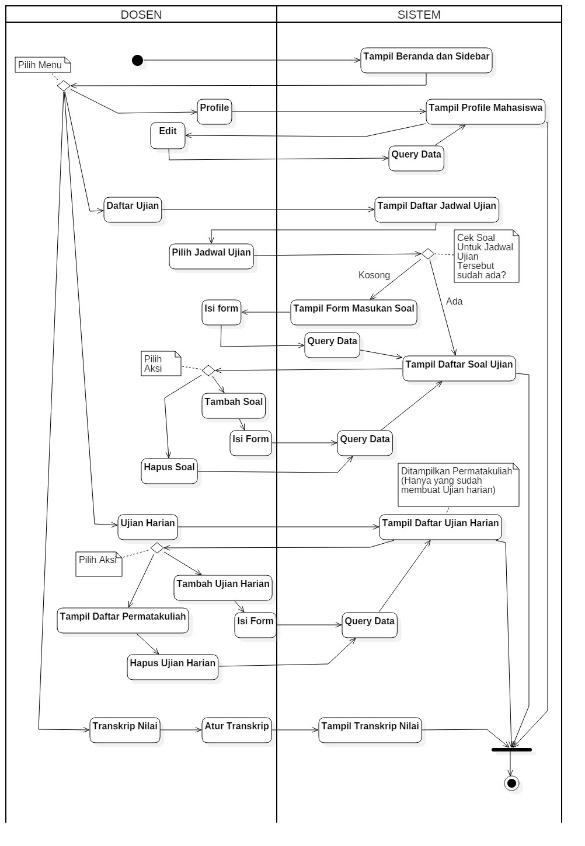 DOSEN
SISTEM
Tampil Beranda dan Sidebar
Pilih Menu
Profile
Tampil Profile Mahasiswa
Edit
Query Data
Daftar Ujian
Tampil Daftar Jadwal Ujian
Pilih Jadwal Ujian
Cek Soal
Untuk Jadwal
Ujian
Tersebut
sudah ada?
Kosong
Ada
Isi form
Tampil Form Masukan Soal
Query Data
Pilih
Aksi
Tampil Daftar Soal Ujian
Tambah Soal
Isi Form
Query Data
Hapus Soal
Ditampilkan Permatakuliah
(Hanya yang sudah
membuat Ujian harian)
Ujian Harian
Tampil Daftar Ujian Harian
Pilih Aksi
Tambah Ujian Harian
Tampil Daftar Permatakuliah
Isi Form
Query Data
Hapus Ujian Harian
Transkrip Nilai
Atur Transkrip
Tampil Transkrip Nilai